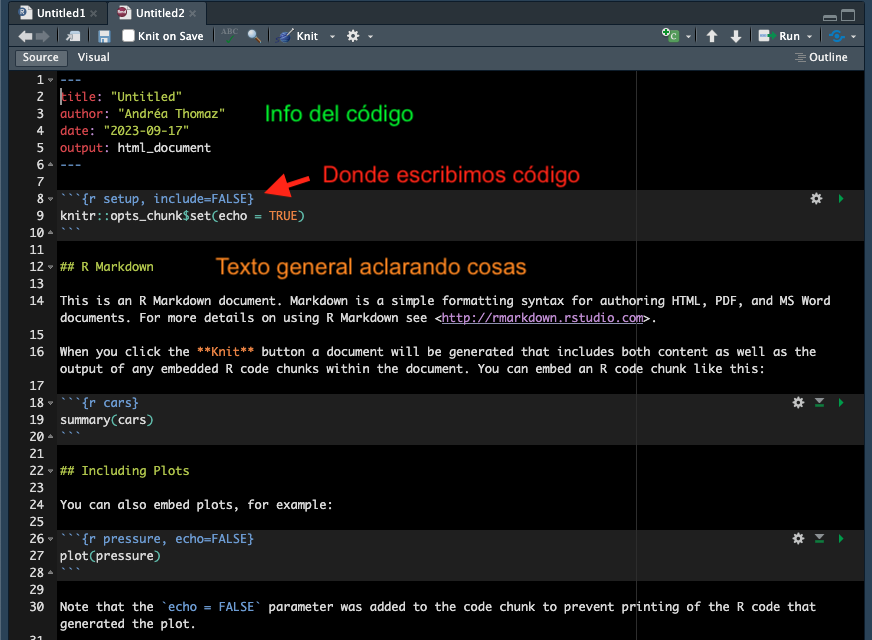 Untitled1
Untitled2
Knit on Save
ABC
Knit
C
Run
Source
Visual
Outline
1 ---
2 title: "Untitled"
3 author: "Andréa Thomaz"
Info del código
4 date: "2023-09-17"
5 output: html_document
6 ---
7
Donde escribimos código
8 ```{r setup, include=FALSE}
9 knitr::opts_chunk$set(echo = TRUE)
10 ```
11
12 ## R Markdown
Texto general aclarando cosas
13
14 This is an R Markdown document. Markdown is a simple formatting syntax for authoring HTML, PDF, and MS Word
documents. For more details on using R Markdown see <http://rmarkdown.rstudio.com>.
15
16 When you click the **Knit** button a document will be generated that includes both content as well as the
output of any embedded R code chunks within the document. You can embed an R code chunk like this:
17
18 ```{r cars}
19 summary(cars)
20 ```
21
22 ## Including Plots
23
24 You can also embed plots, for example:
25
26 ```{r pressure, echo=FALSE}
27 plot(pressure)
28 ```
29
30 Note that the `echo = FALSE` parameter was added to the code chunk to prevent printing of the R code that
generated the plot.
31